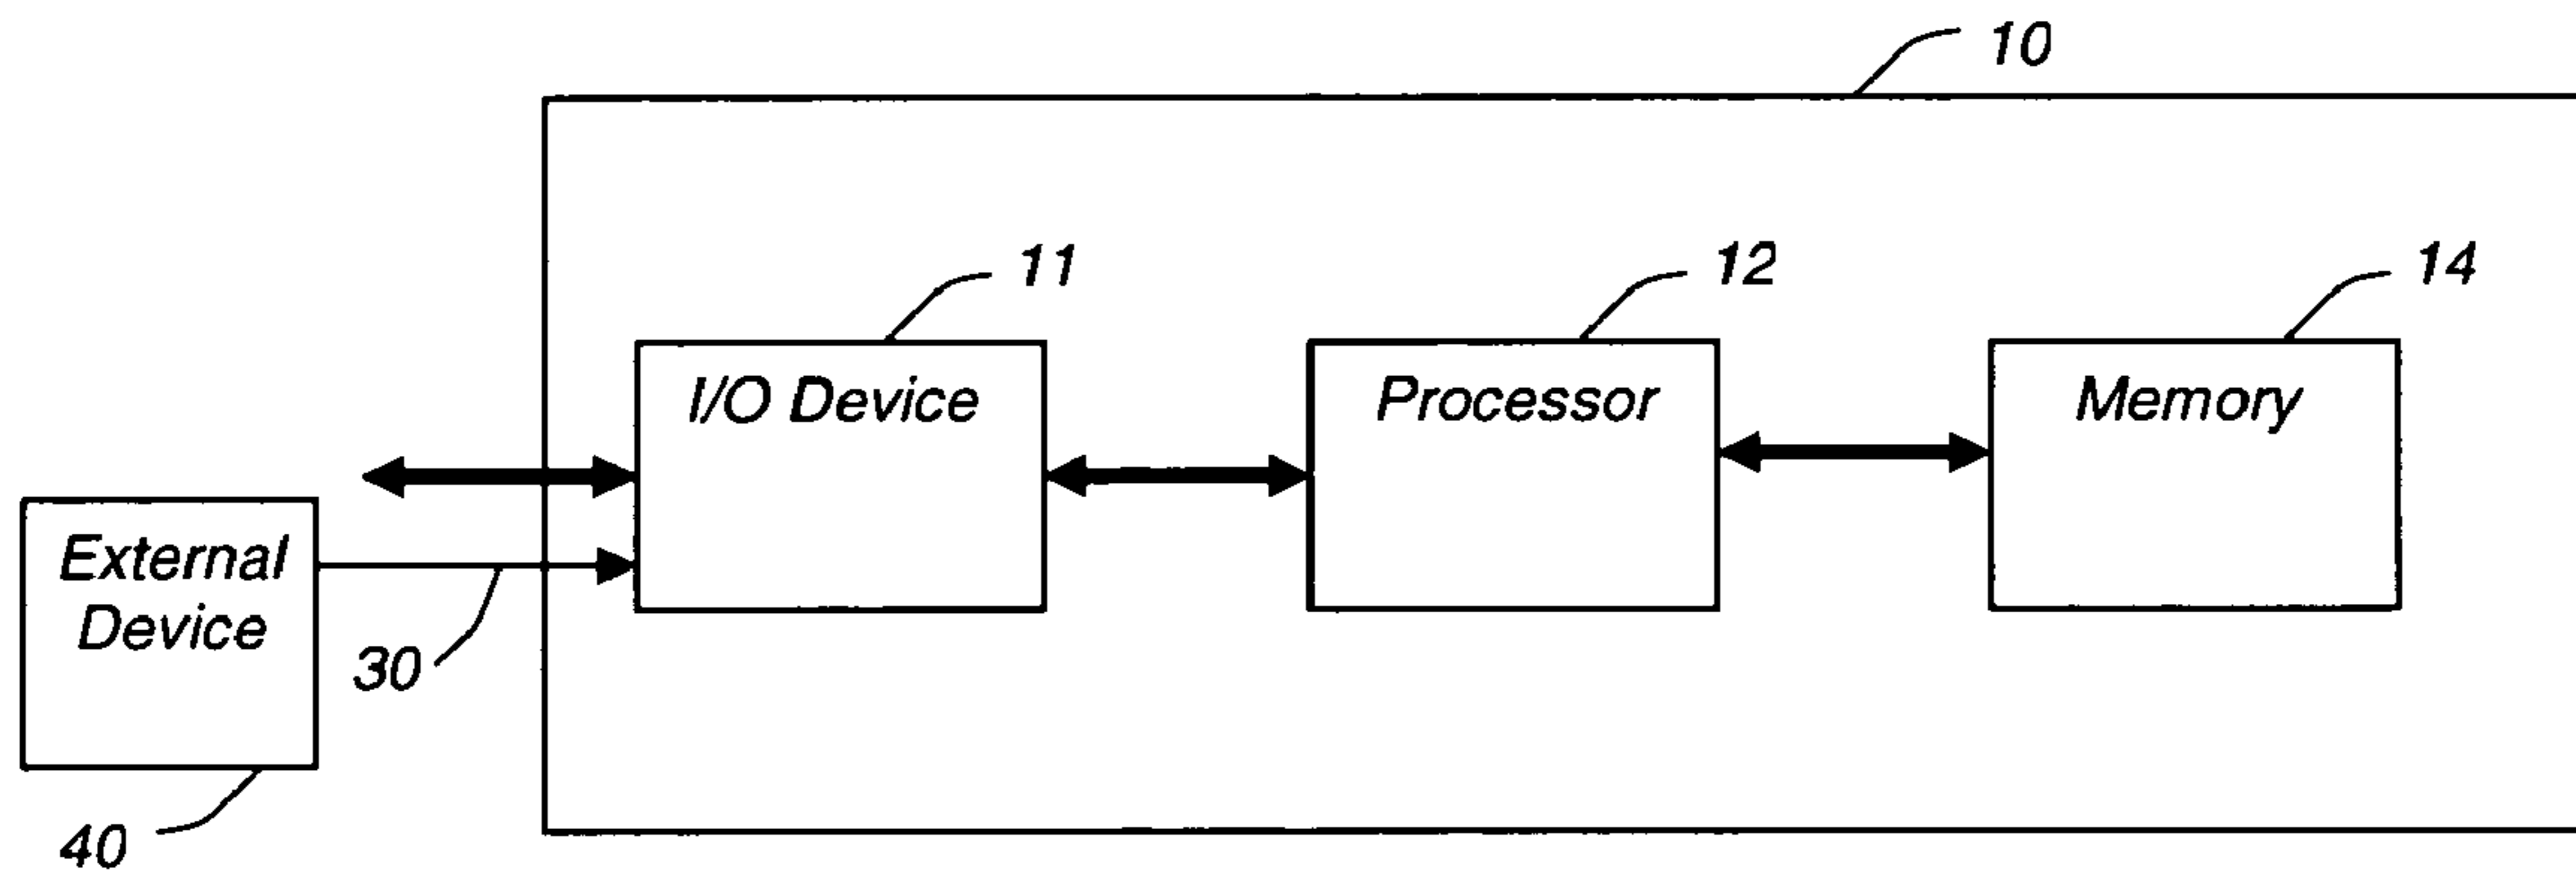 10
11
12
14
I/O Device
Processor
Memory
External
Device
30
40